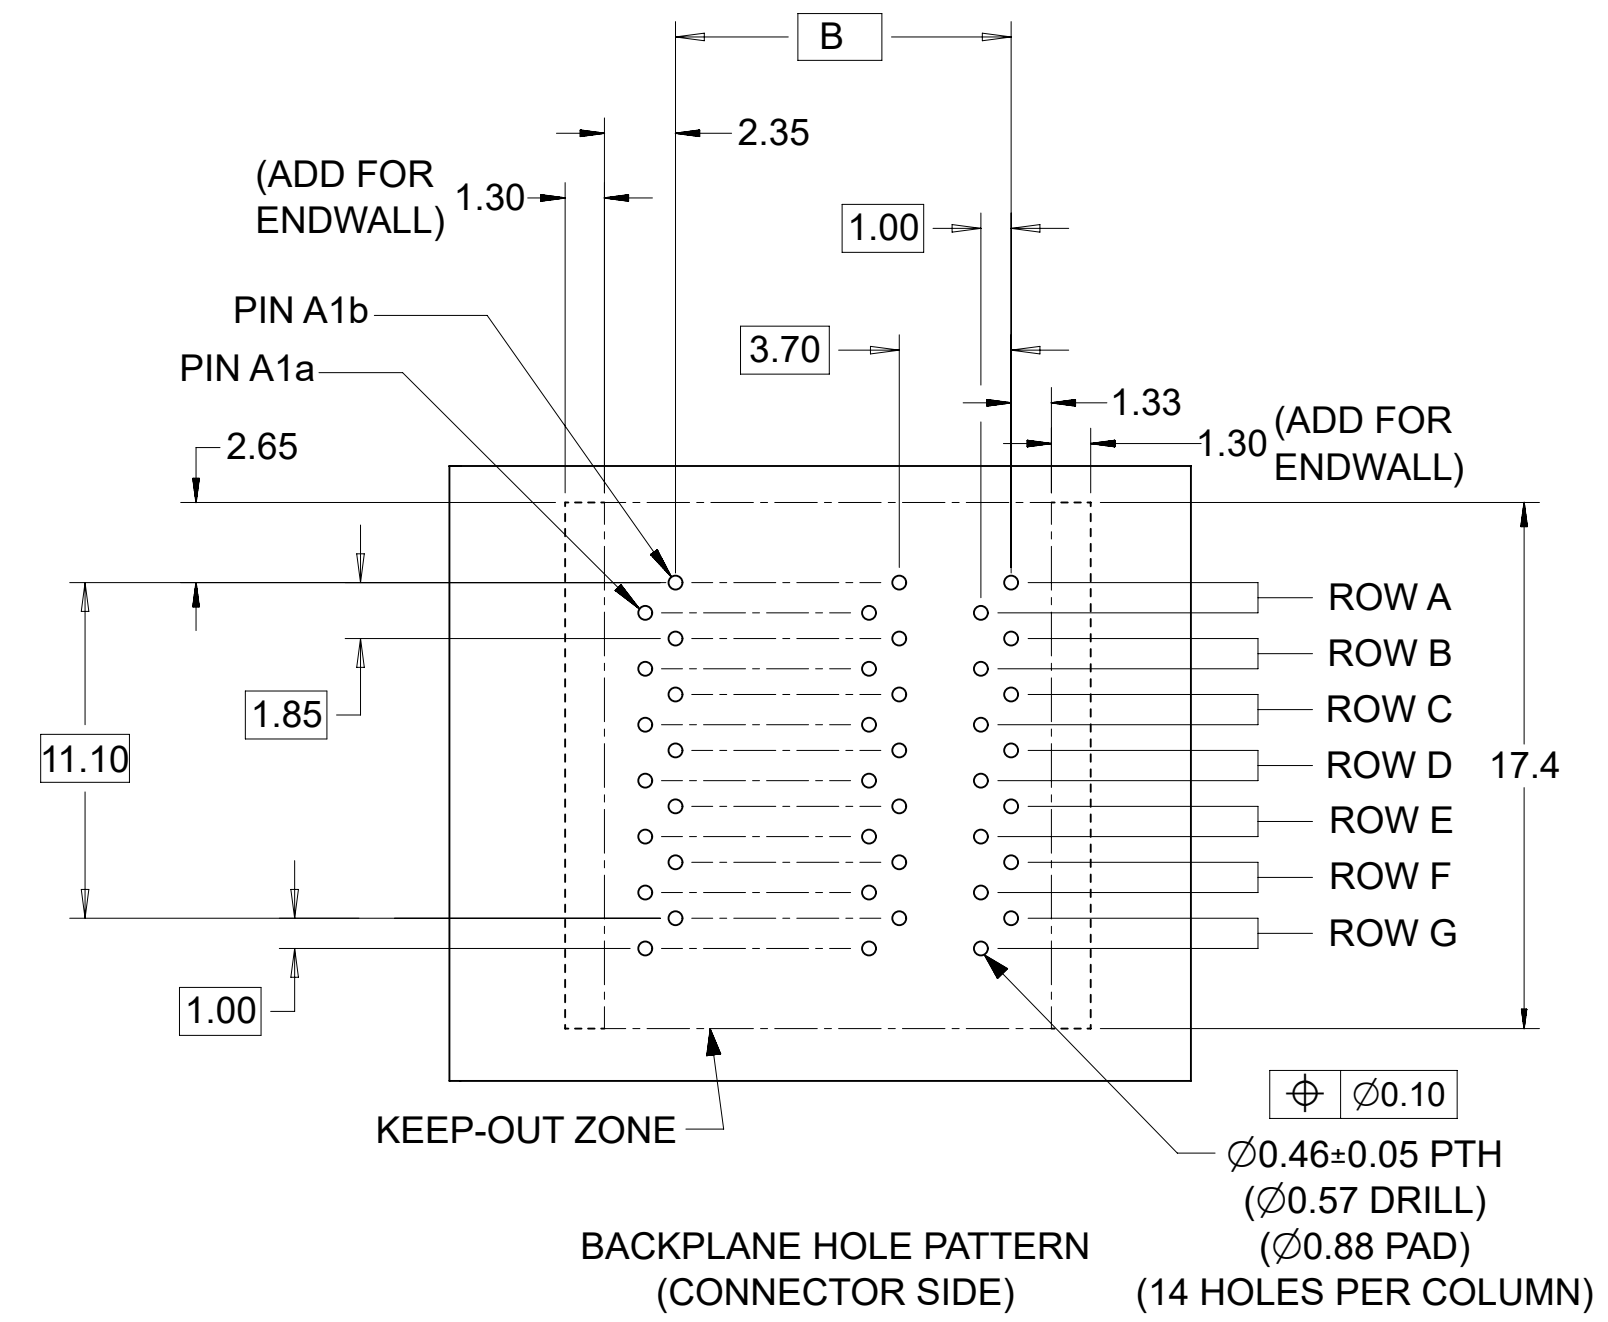 B
2.35
(ADD FOR
ENDWALL)
1.30
1.00
PIN A1b
3.70
PIN A1a
1.33
2.65
1.30
(ADD FOR
ENDWALL)
ROW A
ROW B
1.85
ROW C
11.10
ROW D
17.4
ROW E
ROW F
ROW G
1.00
KEEP-OUT ZONE
⌖ ∅0.10
∅0.46±0.05 PTH
(∅0.57 DRILL)
(∅0.88 PAD)
(14 HOLES PER COLUMN)
BACKPLANE HOLE PATTERN
(CONNECTOR SIDE)